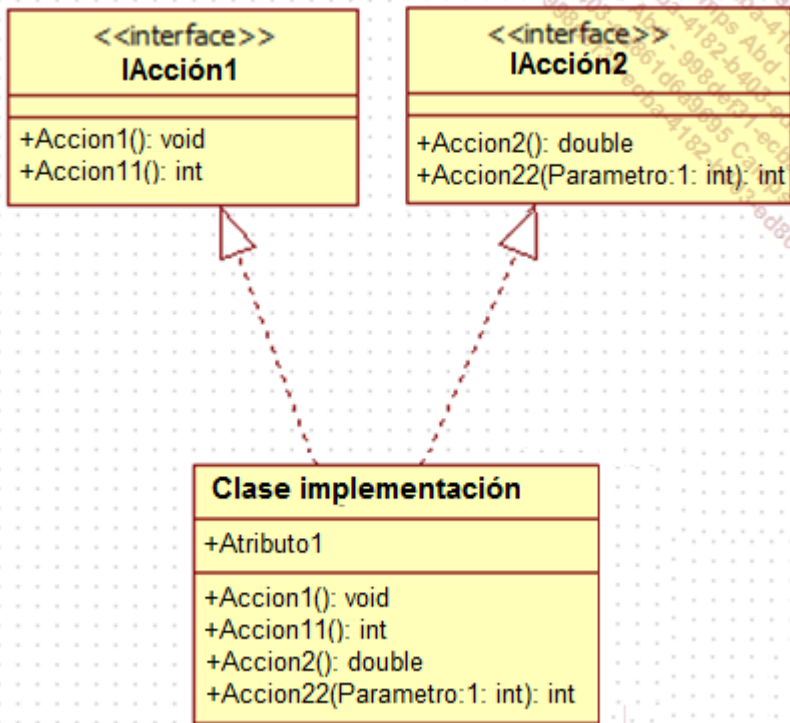 <<interface>>
IAcción1
+Accion1(): void
+Accion11(): int
<<interface>>
IAcción2
+Accion2(): double
+Accion22(Parametro:1: int): int
Clase implementación
+Atributo1
+Accion1(): void
+Accion11(): int
+Accion2(): double
+Accion22(Parametro:1: int): int